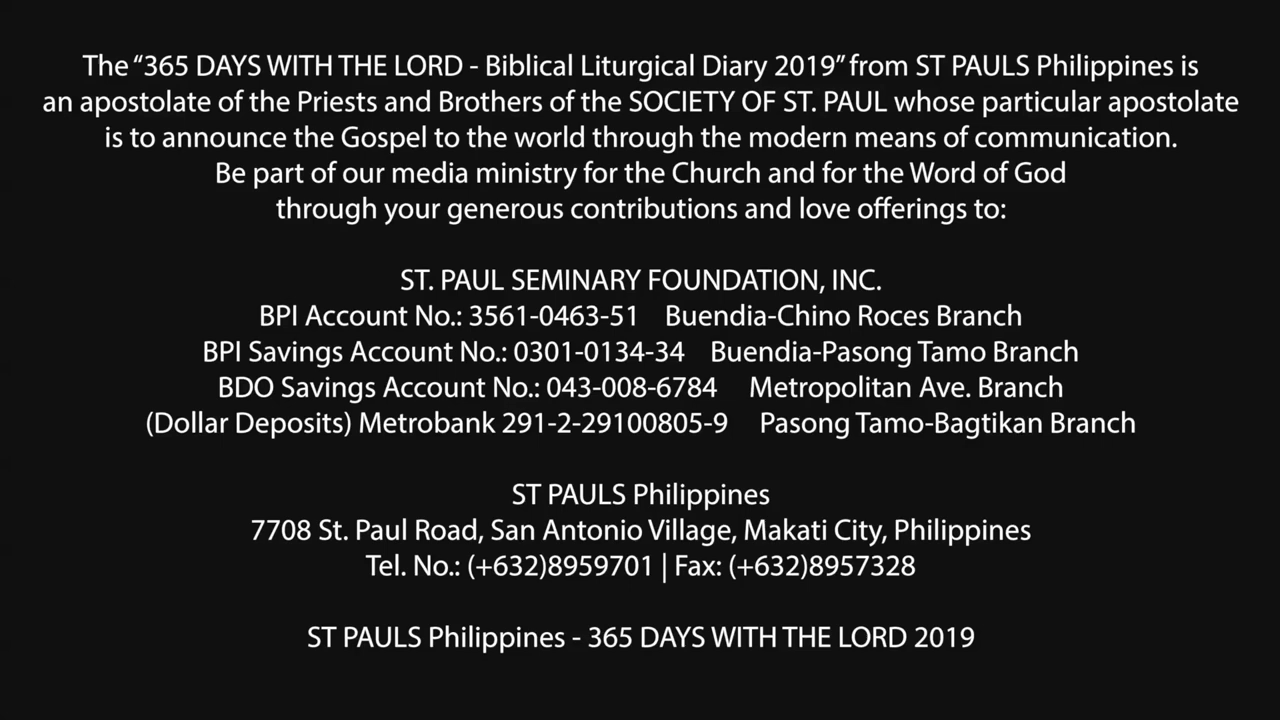 The “365 DAYS WITH THE LORD - Biblical Liturgical Diary 2019” from ST PAULS Philippines is
an apostolate of the Priests and Brothers of the SOCIETY OF ST. PAUL whose particular apostolate
is to announce the Gospel to the world through the modern means of communication.
Be part of our media ministry for the Church and for the Word of God
through your generous contributions and love offerings to:
ST. PAUL SEMINARY FOUNDATION, INC.
BPI Account No.: 3561-0463-51 Buendia-Chino Roces Branch
BPI Savings Account No.: 0301-0134-34 Buendia-Pasong Tamo Branch
BDO Savings Account No.: 043-008-6784 Metropolitan Ave. Branch
(Dollar Deposits) Metrobank 291-2-29100805-9 Pasong Tamo-Bagtikan Branch
ST PAULS Philippines
7708 St. Paul Road, San Antonio Village, Makati City, Philippines
Tel. No.: (+632)8959701 | Fax: (+632)8957328
ST PAULS Philippines - 365 DAYS WITH THE LORD 2019